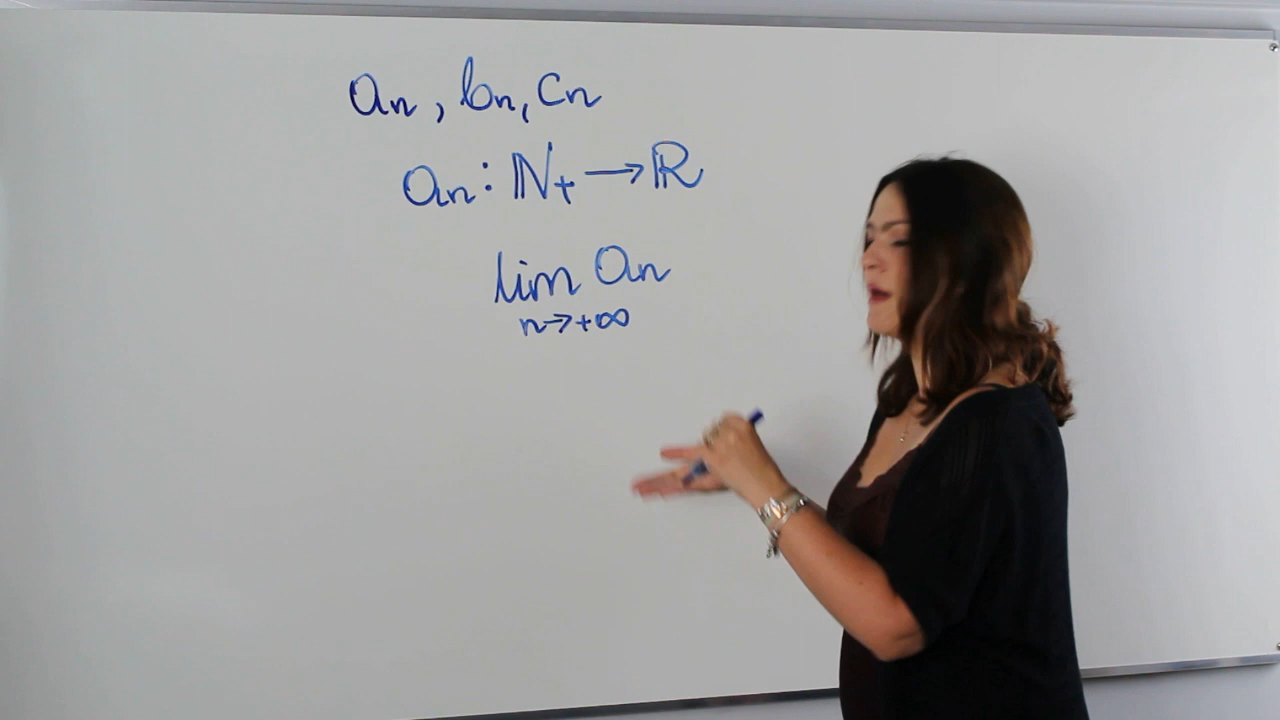 an, bn, cn
an : ℕ+ → ℝ
lim an
n→+∞